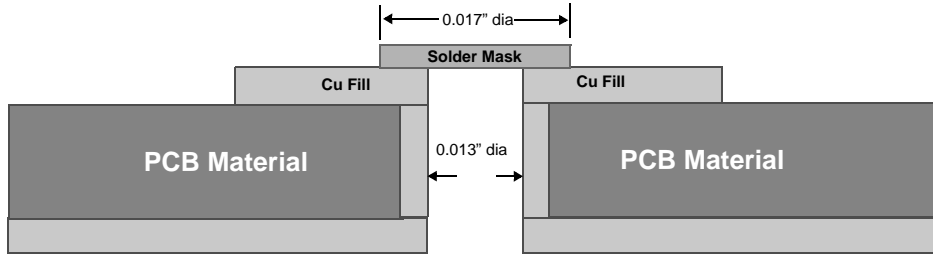 0.017” dia
Solder Mask
Cu Fill
Cu Fill
0.013” dia
PCB Material
PCB Material